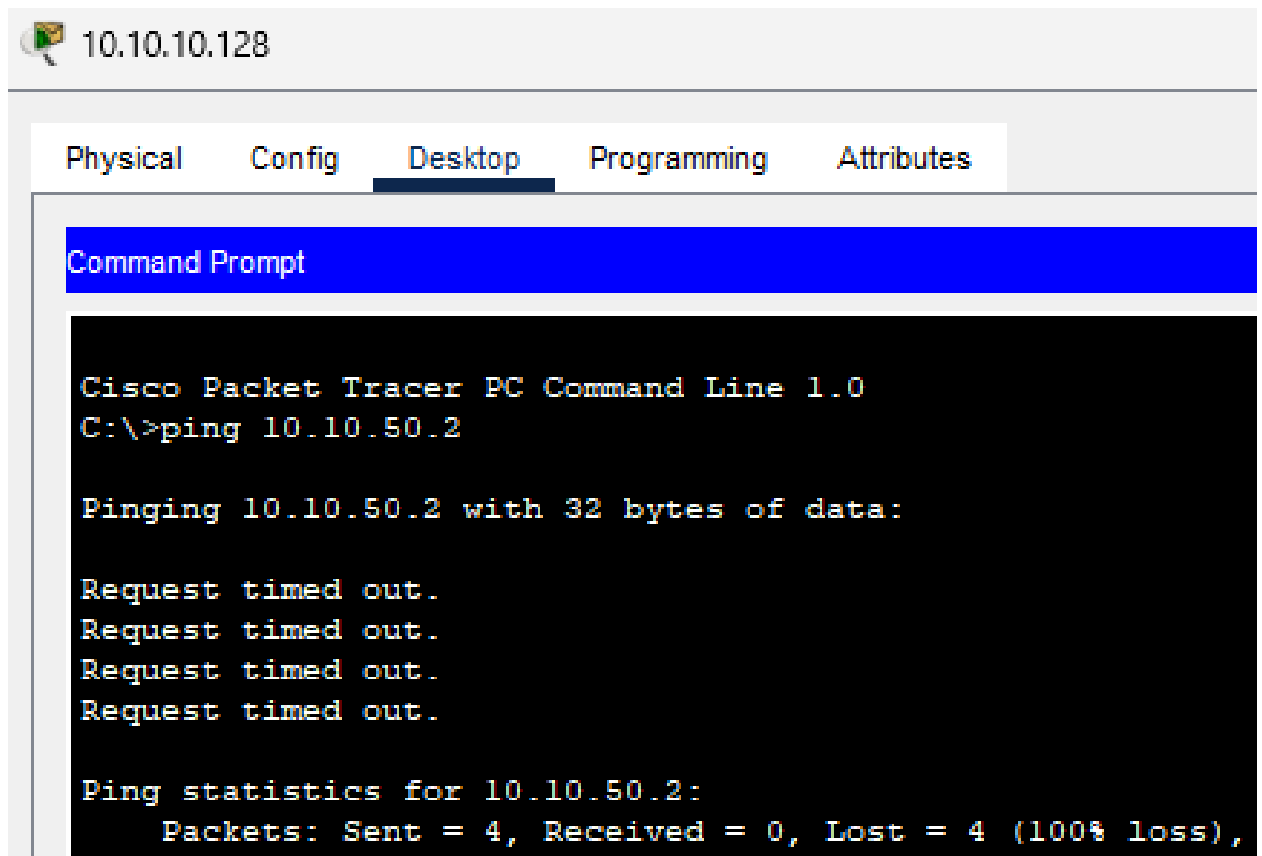 10.10.10.128
Physical Config Desktop Programming Attributes
Command Prompt
Cisco Packet Tracer PC Command Line 1.0
C:\>ping 10.10.50.2
Pinging 10.10.50.2 with 32 bytes of data:
Request timed out.
Request timed out.
Request timed out.
Request timed out.
Ping statistics for 10.10.50.2:
Packets: Sent = 4, Received = 0, Lost = 4 (100% loss),